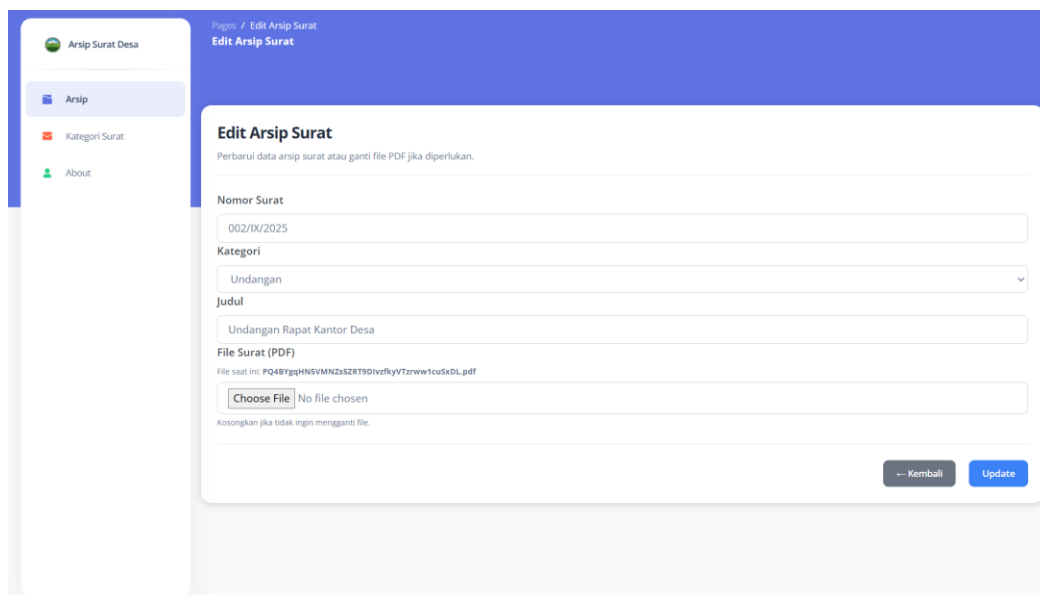 Arsip Surat Desa
Arsip
Kategori Surat
About
Pages / Edit Arsip Surat
Edit Arsip Surat
Edit Arsip Surat
Perbarui data arsip surat atau ganti file PDF jika diperlukan.
Nomor Surat
002/IX/2025
Kategori
Undangan
Judul
Undangan Rapat Kantor Desa
File Surat (PDF)
File saat ini: PQ4BYgqHN5VMNZs5ZRT9DIvzfkyVTzrww1cuSxDL.pdf
Choose File No file chosen
Kosongkan jika tidak ingin mengganti file.
← Kembali
Update